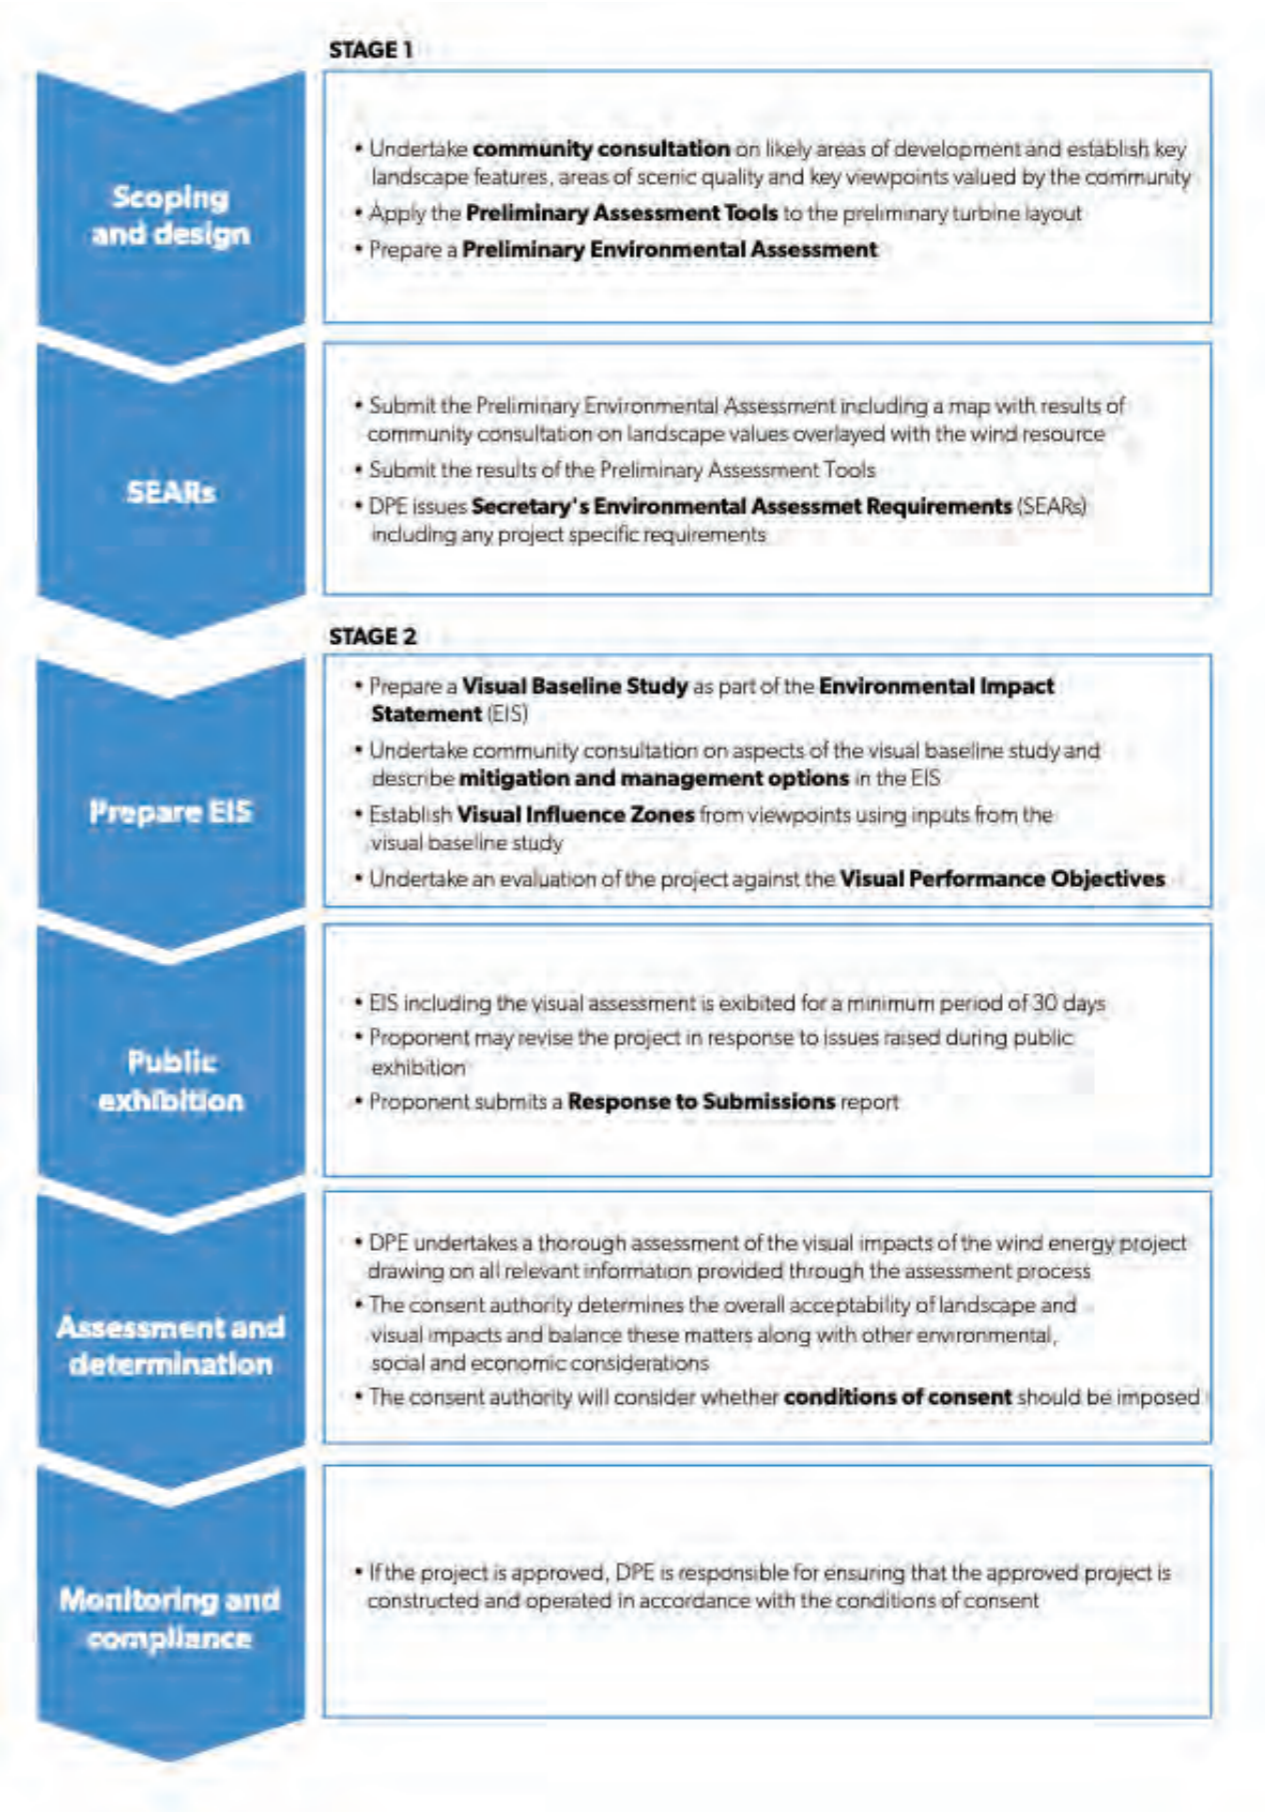 STAGE 1
Scoping
and design
• Undertake community consultation on likely areas of development and establish key
landscape features, areas of scenic quality and key viewpoints valued by the community
• Apply the Preliminary Assessment Tools to the preliminary turbine layout
• Prepare a Preliminary Environmental Assessment
SEARs
• Submit the Preliminary Environmental Assessment including a map with results of
community consultation on landscape values overlayed with the wind resource
• Submit the results of the Preliminary Assessment Tools
• DPE issues Secretary's Environmental Assessmet Requirements (SEARs)
including any project specific requirements
STAGE 2
Prepare EIS
• Prepare a Visual Baseline Study as part of the Environmental Impact
Statement (EIS)
• Undertake community consultation on aspects of the visual baseline study and
describe mitigation and management options in the EIS
• Establish Visual Influence Zones from viewpoints using inputs from the
visual baseline study
• Undertake an evaluation of the project against the Visual Performance Objectives
Public
exhibition
• EIS including the visual assessment is exibited for a minimum period of 30 days
• Proponent may revise the project in response to issues raised during public
exhibition
• Proponent submits a Response to Submissions report
Assessment and
determination
• DPE undertakes a thorough assessment of the visual impacts of the wind energy project
drawing on all relevant information provided through the assessment process
• The consent authority determines the overall acceptability of landscape and
visual impacts and balance these matters along with other environmental,
social and economic considerations
• The consent authority will consider whether conditions of consent should be imposed
Monitoring and
compliance
• If the project is approved, DPE is responsible for ensuring that the approved project is
constructed and operated in accordance with the conditions of consent